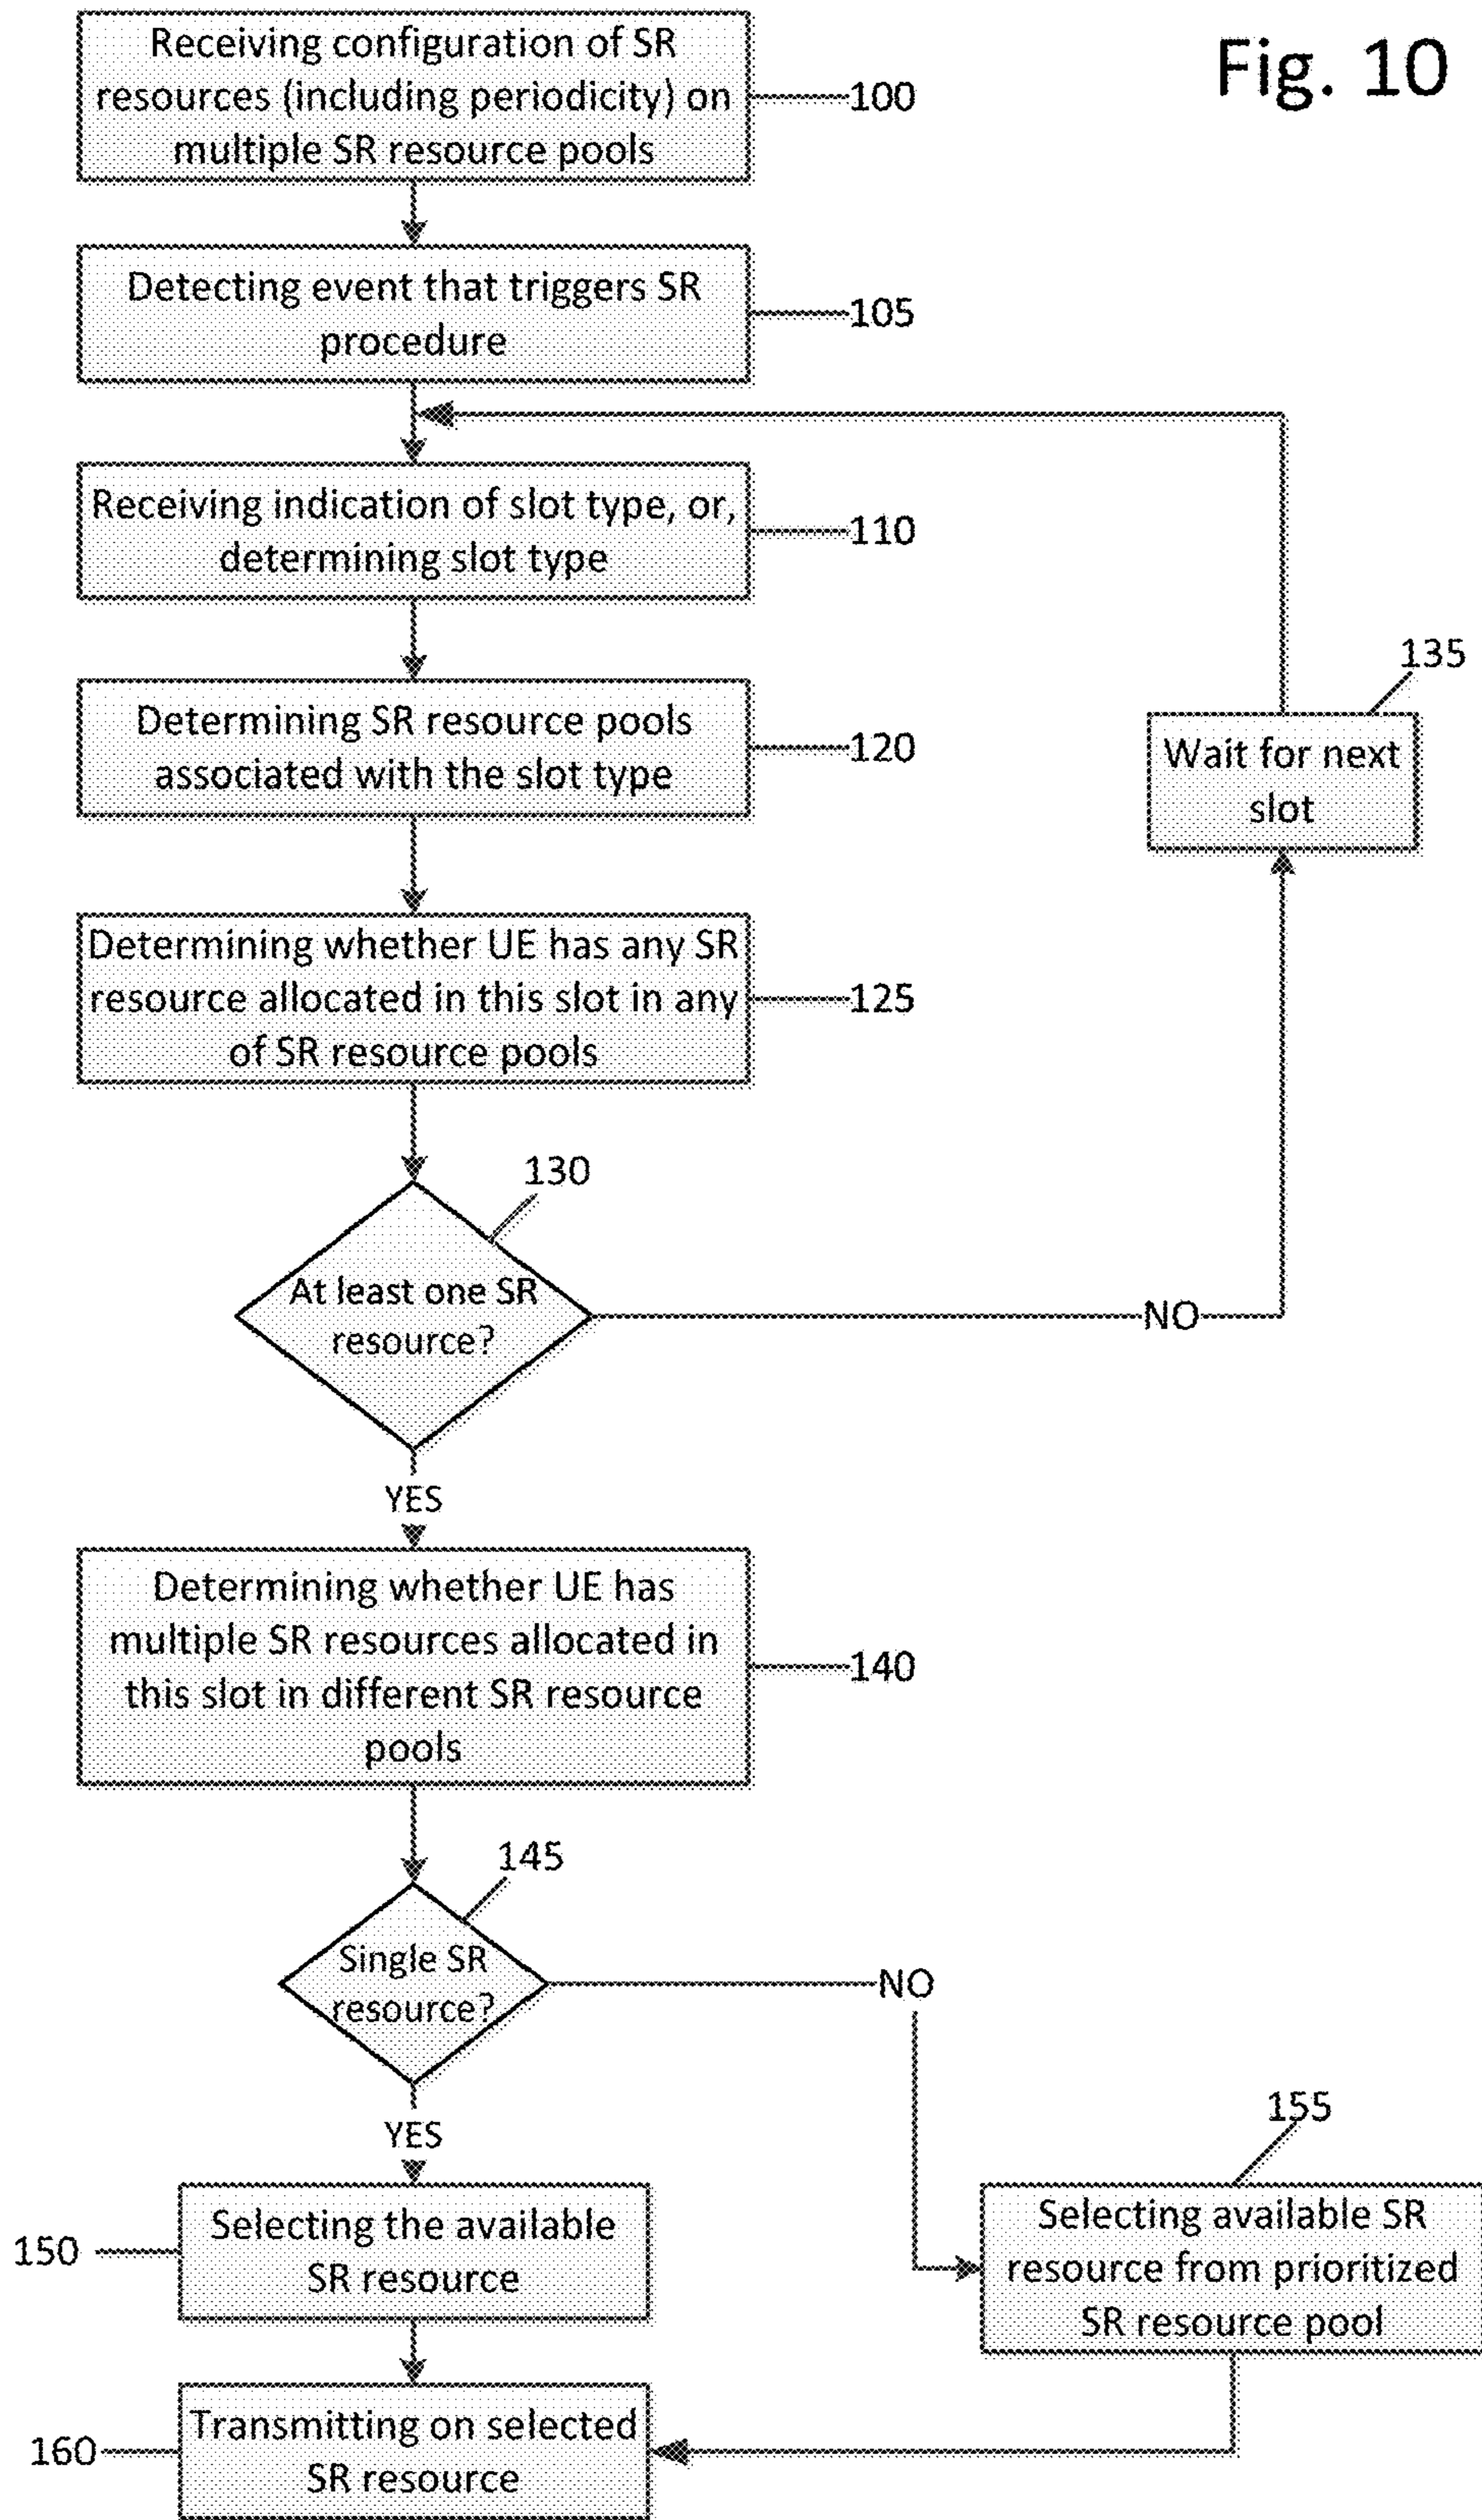 Fig. 10
Receiving configuration of SR
resources (including periodicity) on
multiple SR resource pools
100
Detecting event that triggers SR
procedure
105
Receiving indication of slot type, or,
determining slot type
110
Determining SR resource pools
associated with the slot type
120
135
Wait for next
slot
Determining whether UE has any SR
resource allocated in this slot in any
of SR resource pools
125
130
At least one SR
resource?
NO
YES
Determining whether UE has
multiple SR resources allocated in
this slot in different SR resource
pools
140
145
Single SR
resource?
NO
YES
155
150
Selecting the available
SR resource
Selecting available SR
resource from prioritized
SR resource pool
160
Transmitting on selected
SR resource